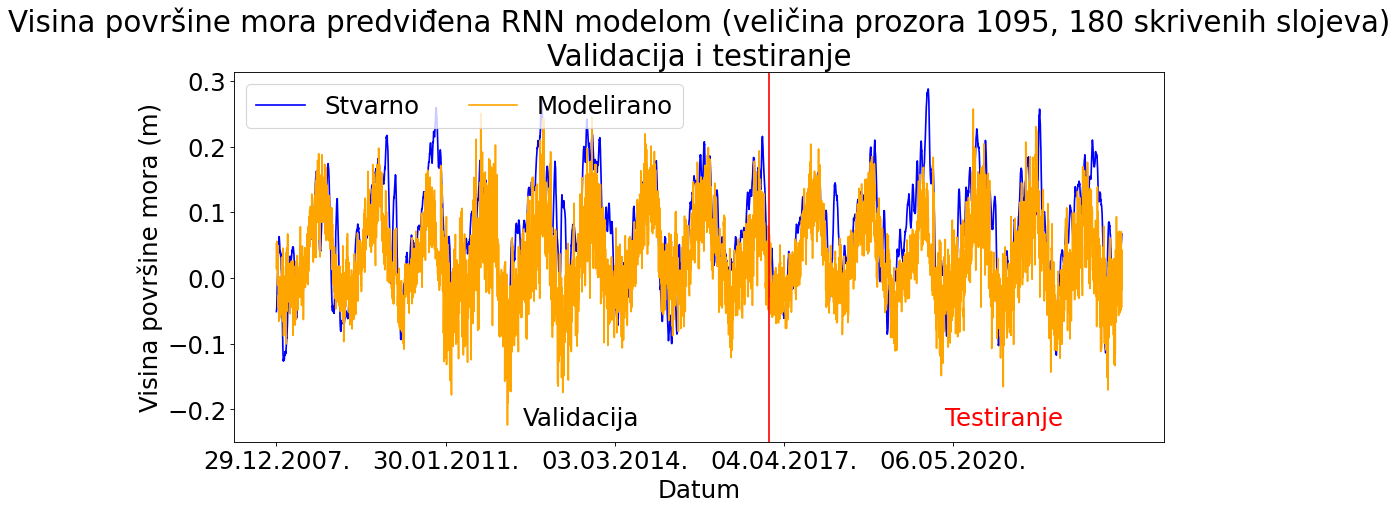 Visina površine mora predviđena RNN modelom (veličina prozora 1095, 180 skrivenih slojeva)
Validacija i testiranje
Stvarno
Modelirano
Visina površine mora (m)
0.3
0.2
0.1
0.0
−0.1
−0.2
Validacija
Testiranje
29.12.2007.
30.01.2011.
03.03.2014.
04.04.2017.
06.05.2020.
Datum